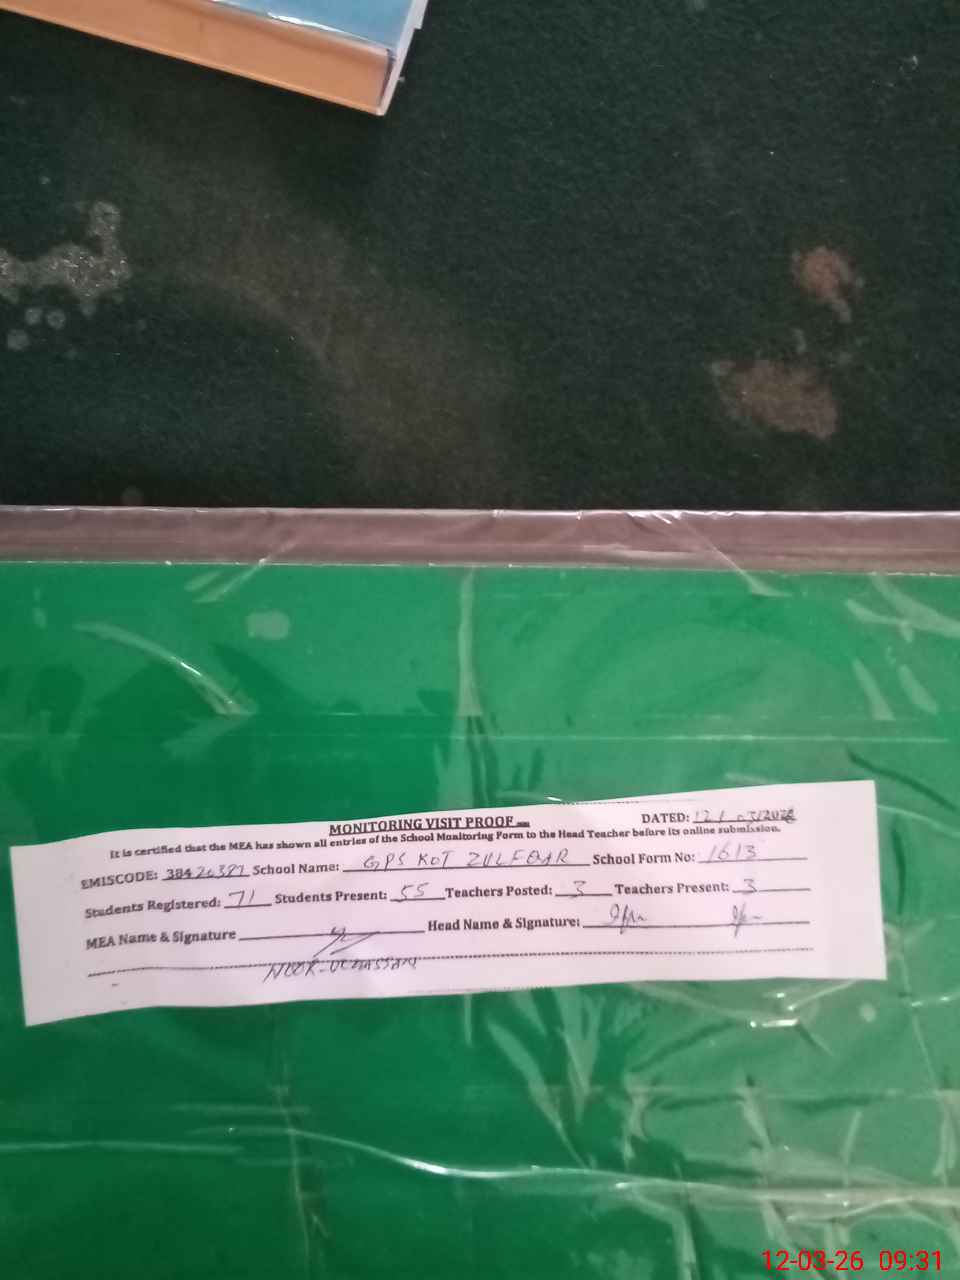 MONITORING VISIT PROOF
DATED: 12/03/2026
It is certified that the MEA has shown all entries of the School Monitoring Form to the Head Teacher before its online submission.
EMISCODE: 38420387 School Name: GPS KOT ZULFQAR School Form No: 1613
Students Registered: 71 Students Present: 55 Teachers Posted: 3 Teachers Present: 3
MEA Name & Signature Head Name & Signature:
12-03-26 09:31